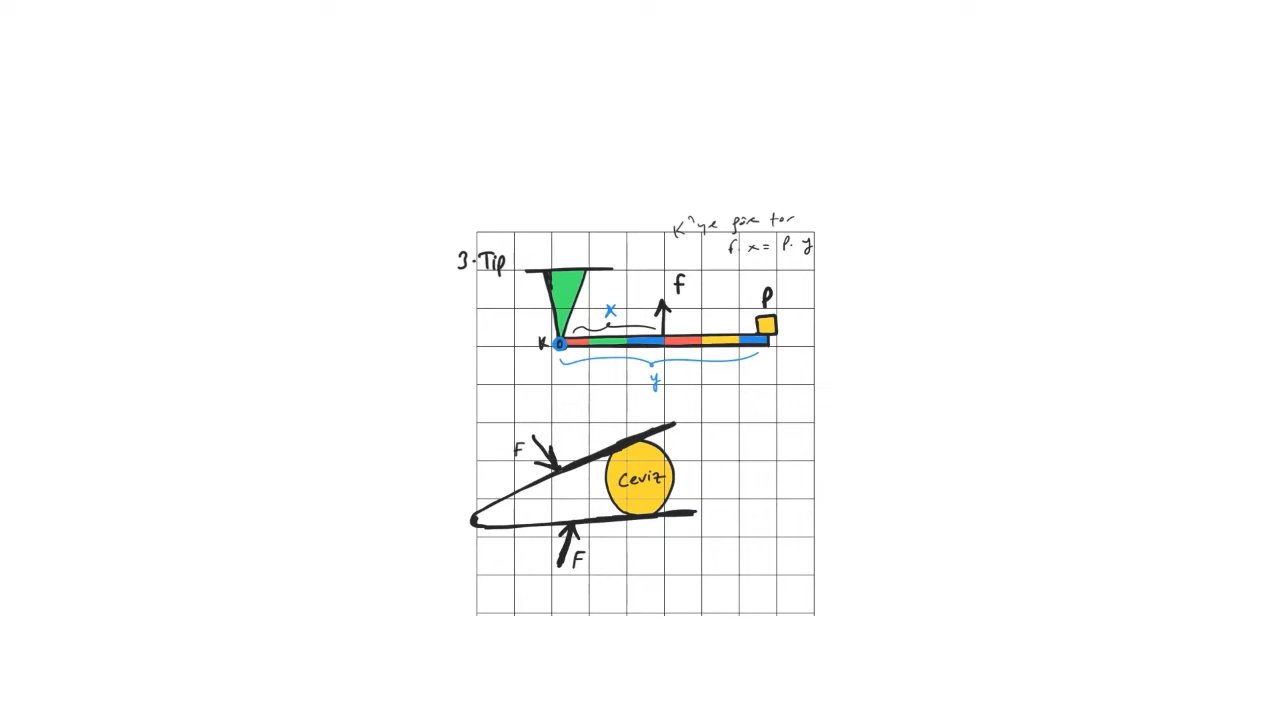 K'ye göre tor
f. x = P. y
3.Tip
f
P
x
K
y
F
Ceviz
F